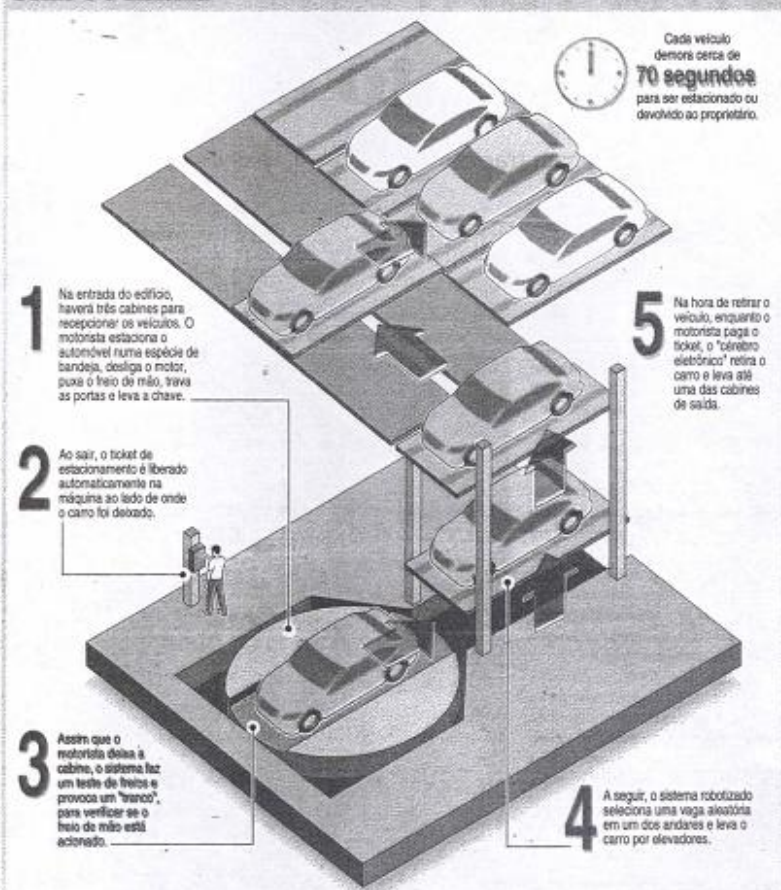 Cada veículo
demora cerca de
70 segundos
para ser estacionado ou
devolvido ao proprietário.
1
Na entrada do edifício,
haverá três cabines para
recepcionar os veículos. O
motorista estaciona o
automóvel numa espécie de
bandeja, desliga o motor,
puxa o freio de mão, trava
as portas e leva a chave.
2
Ao sair, o ticket de
estacionamento é liberado
automaticamente na
máquina ao lado de onde
o carro foi deixado.
3
Assim que o
motorista deixa a
cabine, o sistema faz
um teste de freios e
provoca um "tranco",
para verificar se o
freio de mão está
acionado.
4
A seguir, o sistema robotizado
seleciona uma vaga aleatória
em um dos andares e leva o
carro por elevadores.
5
Na hora de retirar o
veículo, enquanto o
motorista paga o
ticket, o "cérebro
eletrônico" retira o
carro e leva até
uma das cabines
de saída.